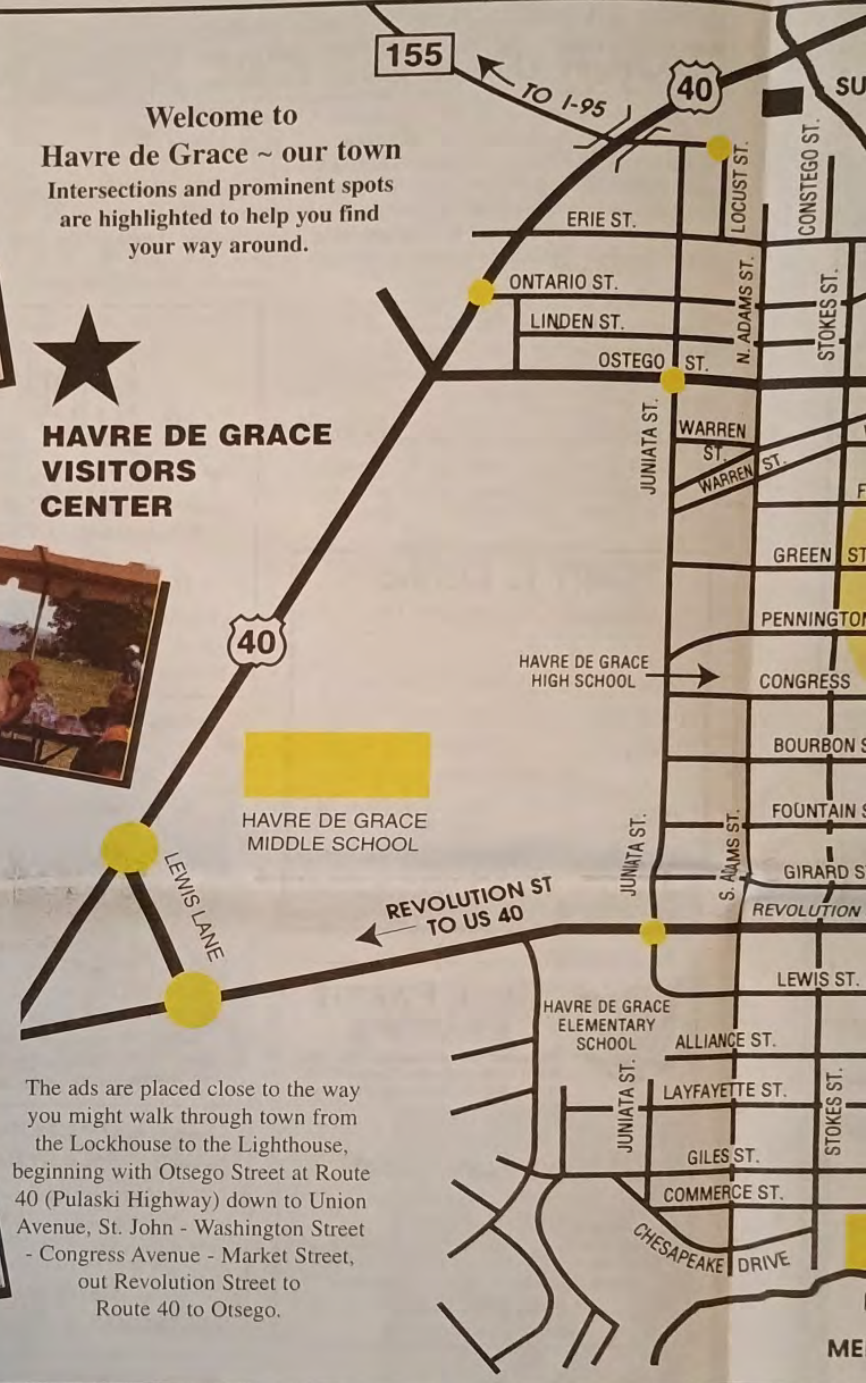 155
TO I-95
40
SU
Welcome to
Havre de Grace ~ our town
Intersections and prominent spots
are highlighted to help you find
your way around.
LOCUST ST.
CONSTEGO ST.
ERIE ST.
ONTARIO ST.
N. ADAMS ST.
STOKES ST.
LINDEN ST.
OSTEGO ST.
HAVRE DE GRACE
VISITORS
CENTER
JUNIATA ST.
WARREN
ST.
WARREN ST.
F
GREEN ST
PENNINGTON
40
HAVRE DE GRACE
HIGH SCHOOL
CONGRESS
BOURBON S
HAVRE DE GRACE
MIDDLE SCHOOL
FOUNTAIN S
JUNIATA ST.
S. ADAMS ST.
LEWIS LANE
GIRARD S
REVOLUTION ST
TO US 40
REVOLUTION
LEWIS ST.
HAVRE DE GRACE
ELEMENTARY
SCHOOL
ALLIANCE ST.
JUNIATA ST.
LAYFAYETTE ST.
STOKES ST.
GILES ST.
COMMERCE ST.
CHESAPEAKE DRIVE
The ads are placed close to the way
you might walk through town from
the Lockhouse to the Lighthouse,
beginning with Otsego Street at Route
40 (Pulaski Highway) down to Union
Avenue, St. John - Washington Street
- Congress Avenue - Market Street,
out Revolution Street to
Route 40 to Otsego.
ME